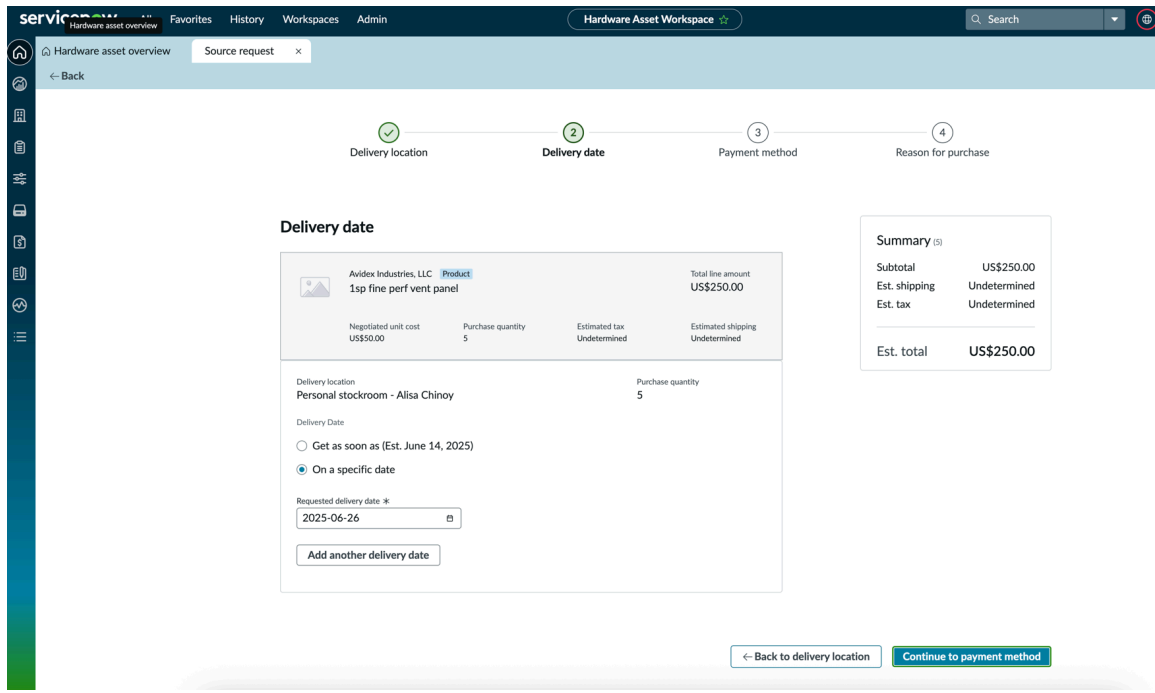 servicenow All Favorites History Workspaces Admin Hardware Asset Workspace ☆ Search
Hardware asset overview
Hardware asset overview Source request ×
← Back
2 3 4
Delivery location Delivery date Payment method Reason for purchase
Delivery date
Avidex Industries, LLC Product Total line amount
1sp fine perf vent panel US$250.00
Negotiated unit cost Purchase quantity Estimated tax Estimated shipping
US$50.00 5 Undetermined Undetermined
Delivery location Purchase quantity
Personal stockroom - Alisa Chinoy 5
Delivery Date
Get as soon as (Est. June 14, 2025)
On a specific date
Requested delivery date *
2025-06-26
Add another delivery date
Summary (5)
Subtotal US$250.00
Est. shipping Undetermined
Est. tax Undetermined
Est. total US$250.00
← Back to delivery location Continue to payment method